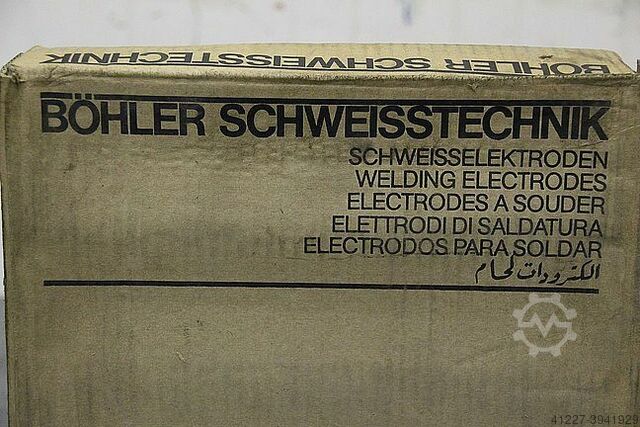 BÖHLER SCHWEISSTECHNIK
BÖHLER SCHWEISSTECHNIK
SCHWEISSELEKTRODEN
WELDING ELECTRODES
ELECTRODES A SOUDER
ELETTRODI DI SALDATURA
ELECTRODOS PARA SOLDAR
الكترودات لحام
41227-3941929